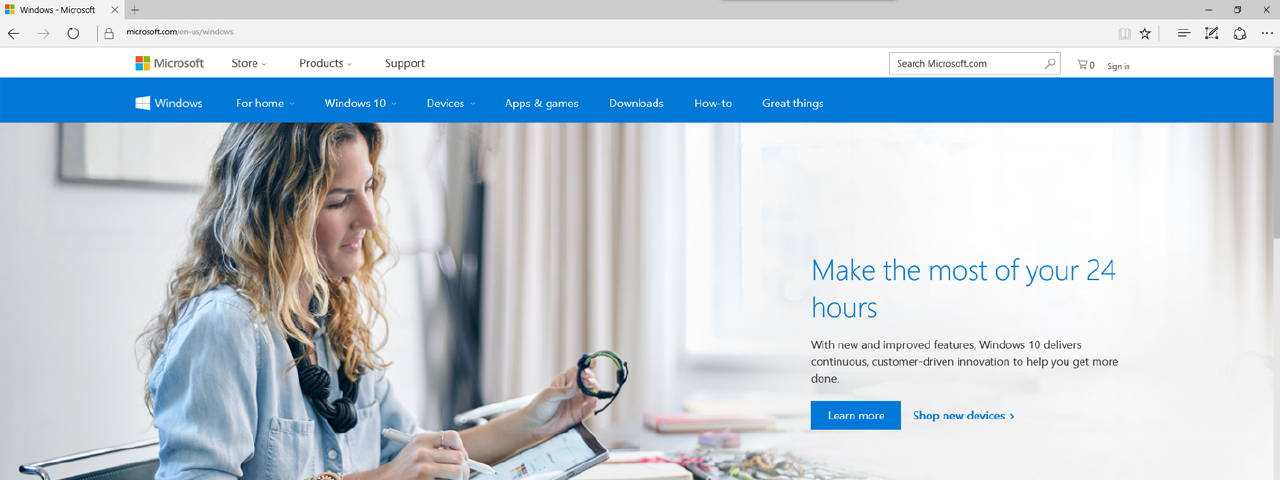 Windows - Microsoft
microsoft.com/en-us/windows
Microsoft Store Products Support Search Microsoft.com 0 Sign in
Windows For home Windows 10 Devices Apps & games Downloads How-to Great things
Make the most of your 24
hours
With new and improved features, Windows 10 delivers
continuous, customer-driven innovation to help you get more
done.
Learn more Shop new devices >